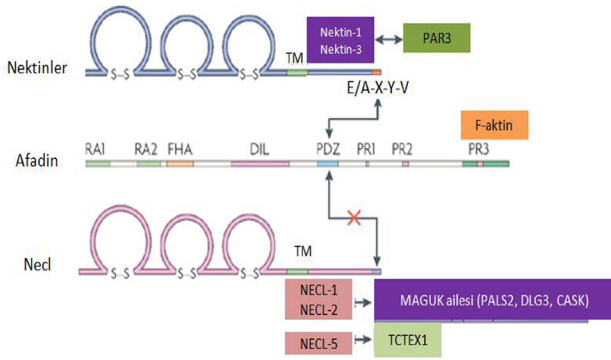 Nektin-1
Nektin-3
PAR3
TM
Nektinler
S-S S-S S-S
E/A-X-Y-V
F-aktin
RA1 RA2 FHA DIL PDZ PR1 PR2 PR3
Afadin
Necl
TM
S-S S-S S-S
NECL-1
NECL-2
MAGUK ailesi (PALS2, DLG3, CASK)
NECL-5
TCTEX1